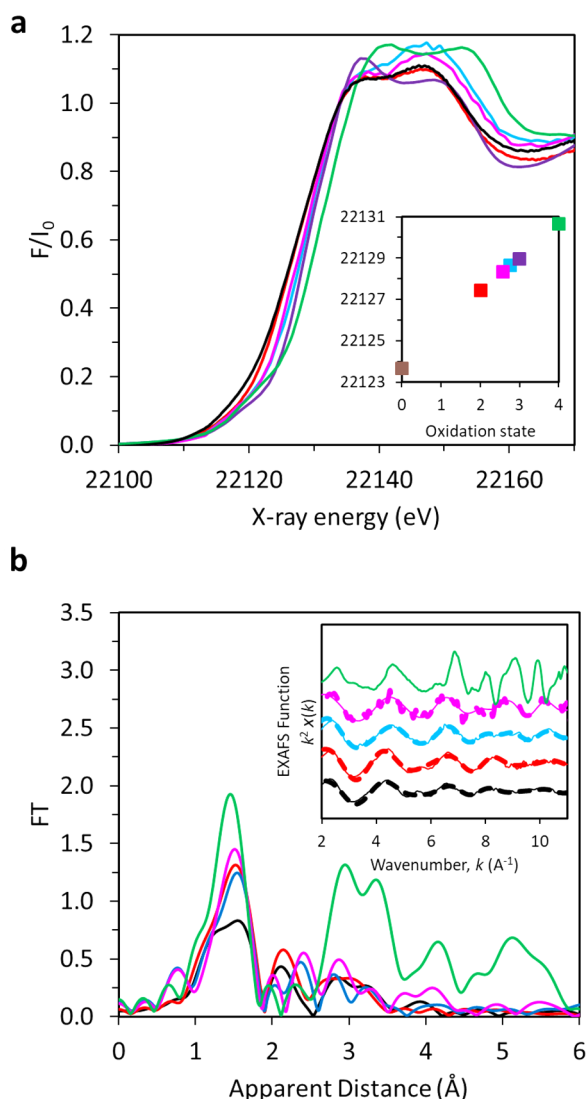 a
1.2
1.0
0.8
0.6
0.4
0.2
0.0
F/I0
22131
22129
22127
22125
22123
0 1 2 3 4
Oxidation state
22100 22120 22140 22160
X-ray energy (eV)
b
3.5
3.0
2.5
2.0
1.5
1.0
0.5
0.0
FT
EXAFS Function
k² x(k)
2 4 6 8 10
Wavenumber, k (A⁻¹)
0 1 2 3 4 5 6
Apparent Distance (Å)